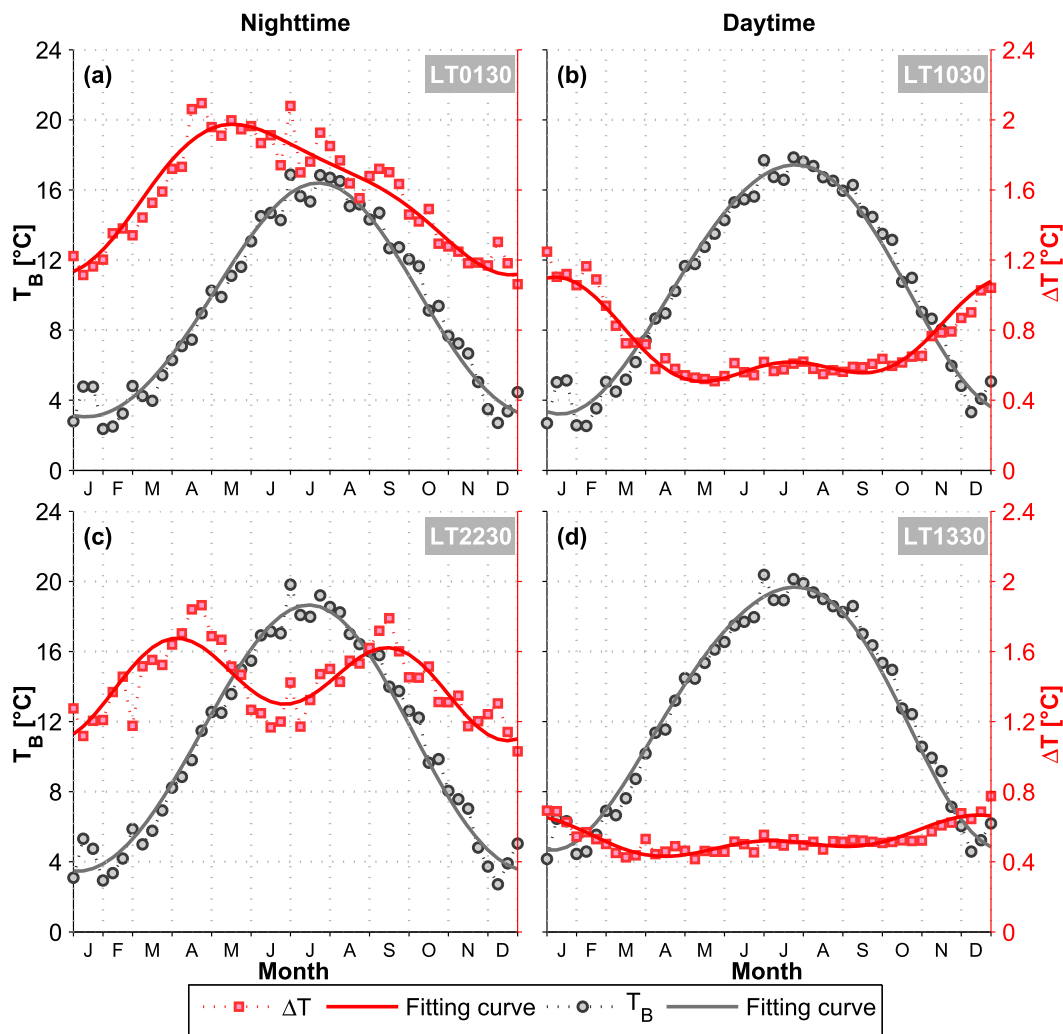 Nighttime
Daytime
24 (a) LT0130
20
16
12
8
4
0
T_B [°C]
J F M A M J J A S O N D
(b) LT1030 2.4
2
1.6
1.2
0.8
0.4
0
ΔT [°C]
J F M A M J J A S O N D
24 (c) LT2230
20
16
12
8
4
0
T_B [°C]
J F M A M J J A S O N D
Month
(d) LT1330 2.4
2
1.6
1.2
0.8
0.4
0
ΔT [°C]
J F M A M J J A S O N D
Month
ΔT Fitting curve T_B Fitting curve